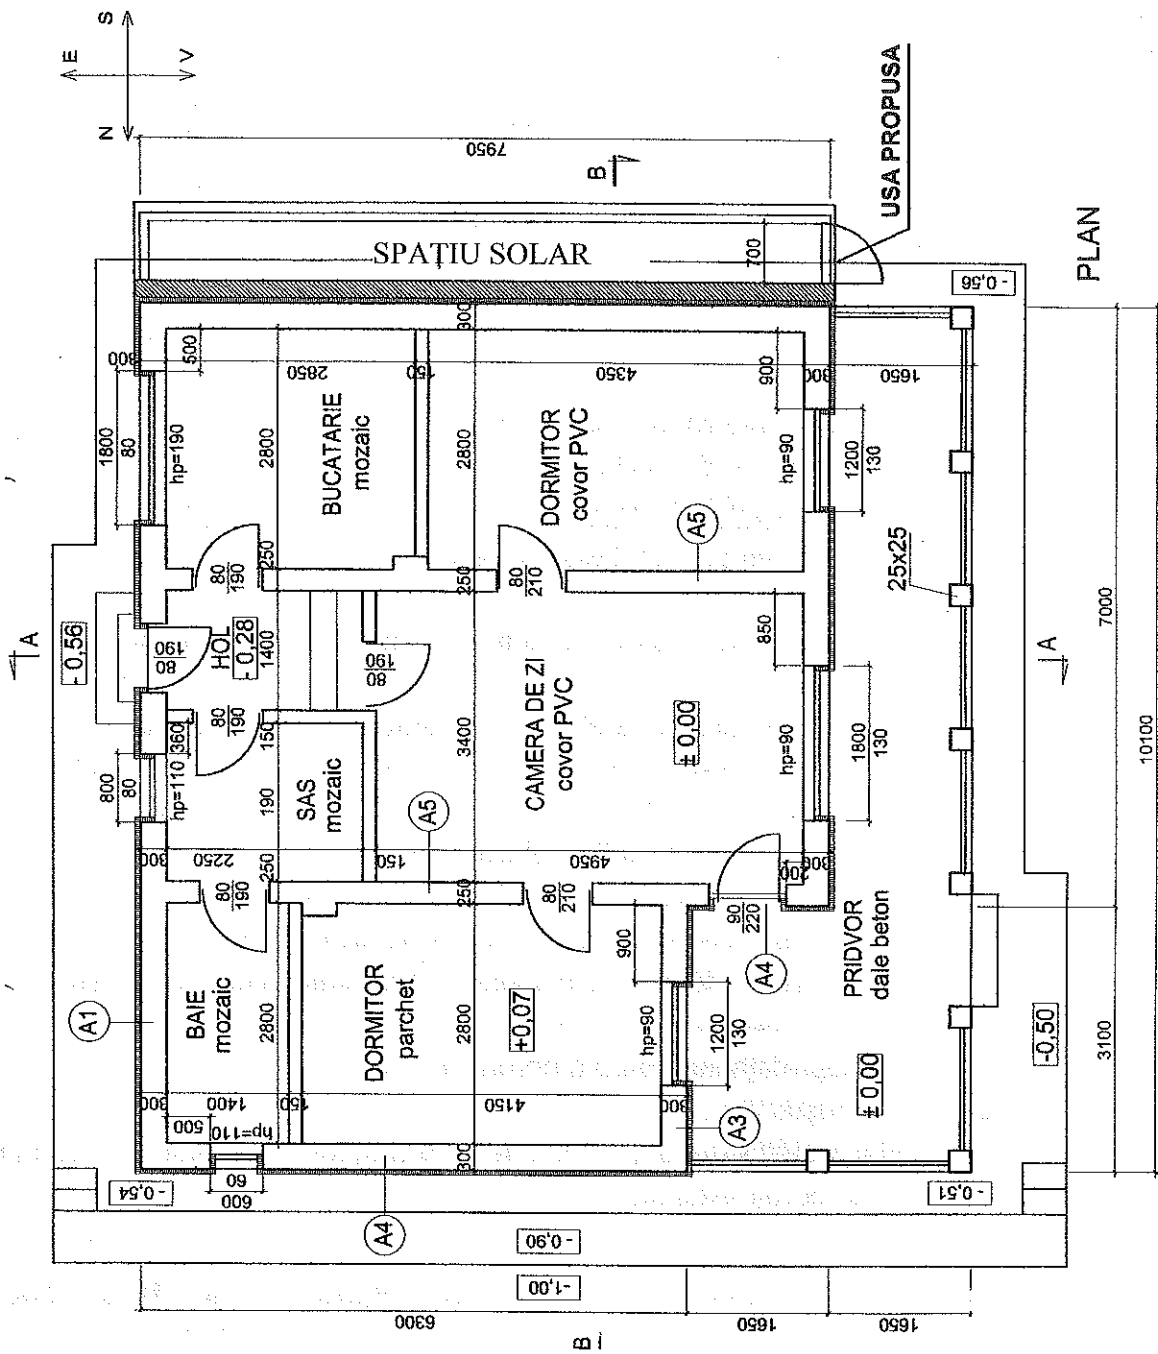 N
S
E
V
7950
B
USA PROPUSA
PLAN
SPAȚIU SOLAR
700
- 0,56
A
- 0,56
1800
80
hp=190
300
500
2850
150
4350
900
300
1650
300
2800
BUCATARIE
mozaic
DORMITOR
covor PVC
2800
hp=90
1200
130
A5
25x25
80
190
250
250
80
210
80
190
HOL
- 0,28
1400
80
190
850
7000
10100
A
80
190
150
360
800
80
hp=110
190
SAS
mozaic
3400
CAMERA DE ZI
covor PVC
± 0,00
hp=90
1800
130
A5
300
2250
150
4950
300
200
80
190
250
250
80
210
90
220
A4
PRIDVOR
dale beton
± 0,00
900
A1
BAIE
mozaic
2800
DORMITOR
parchet
2800
+0,07
hp=90
1200
130
-0,50
3100
300
1400
150
4150
300
500
hp=110
300
A3
60
600
- 0,54
A4
- 0,51
- 0,90
-1,00
6300
1650
1650
B